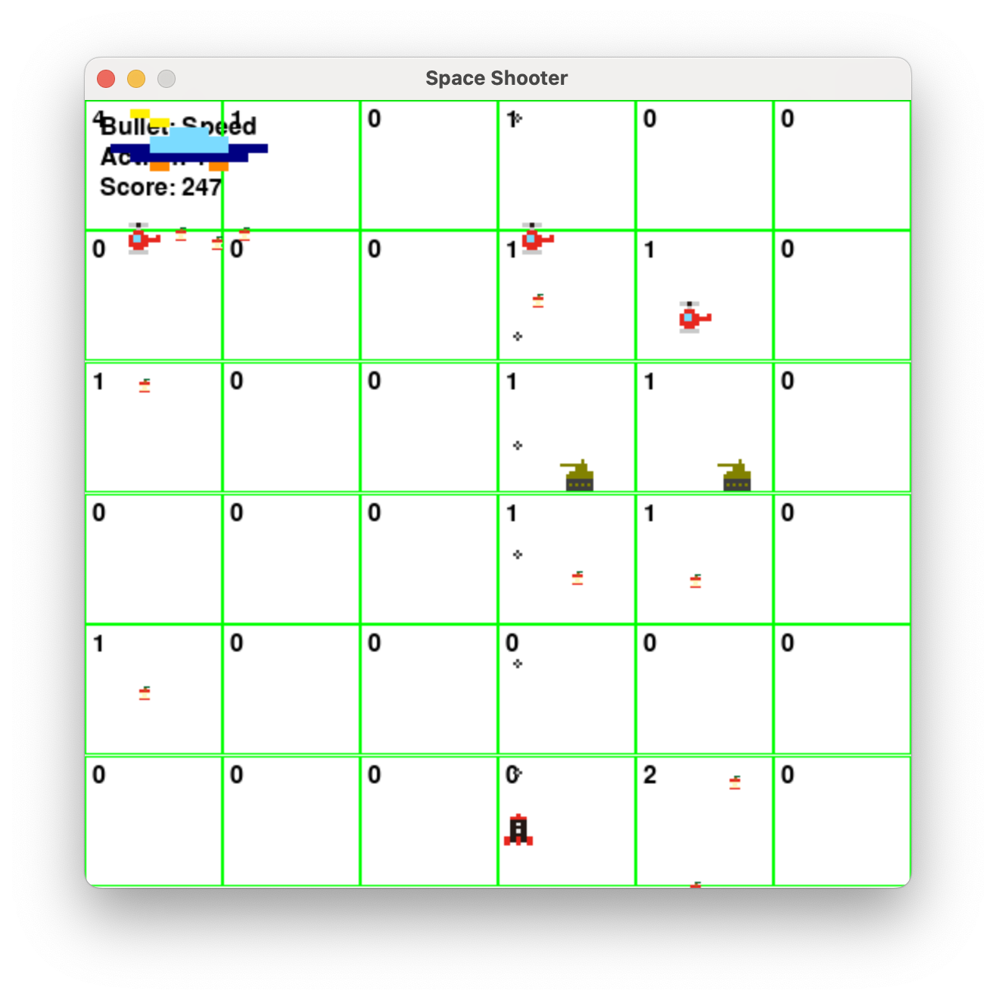 Space Shooter
4 1 0 1 0 0
Bullet: Speed
Score: 247
0 0 0 1 1 0
1 0 0 1 1 0
0 0 0 1 1 0
1 0 0 0 0 0
0 0 0 0 2 0